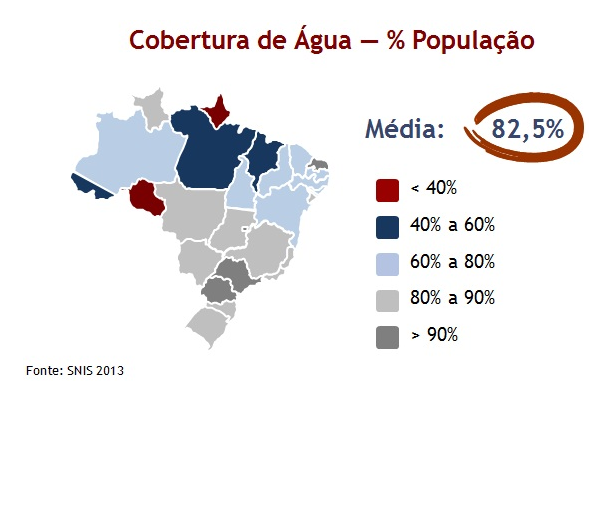 Cobertura de Água — % População
Média: 82,5%
< 40%
40% a 60%
60% a 80%
80% a 90%
> 90%
Fonte: SNIS 2013